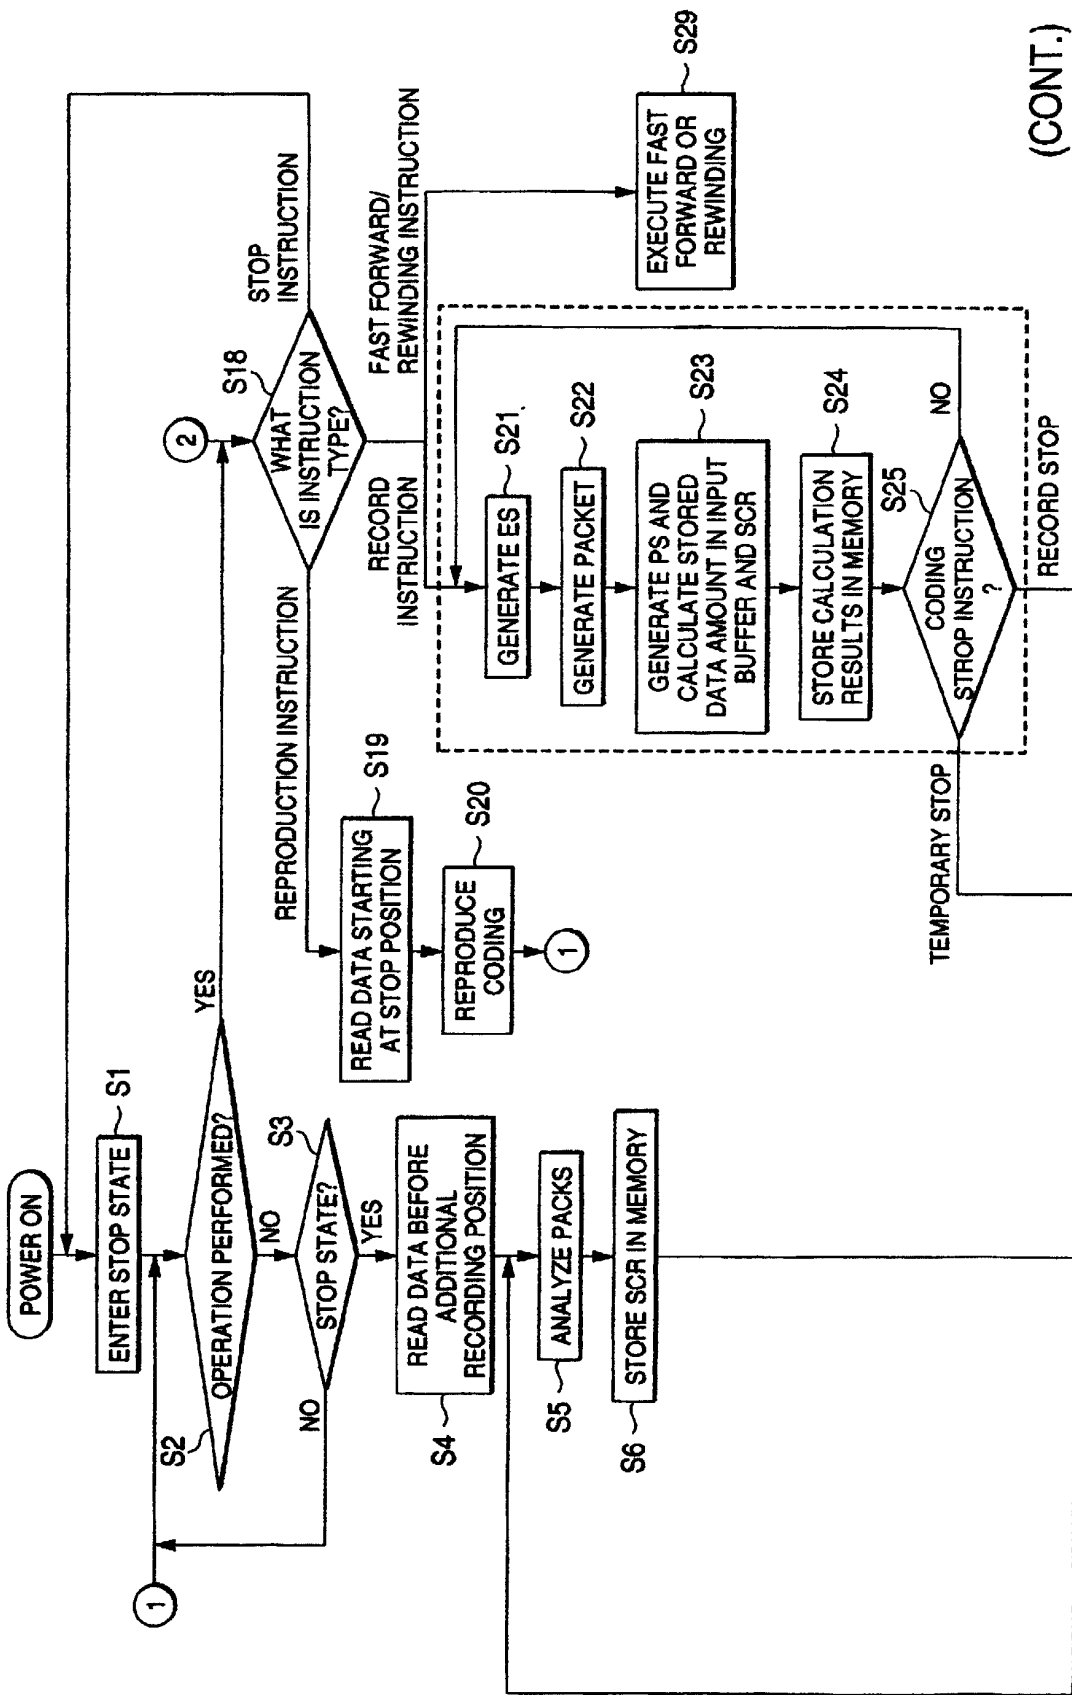 POWER ON
ENTER STOP STATE
S1
1
S2
OPERATION PERFORMED?
YES
NO
S3
STOP STATE?
NO
YES
S4
READ DATA BEFORE
ADDITIONAL
RECORDING POSITION
S5
ANALYZE PACKS
S6
STORE SCR IN MEMORY
2
S18
WHAT
IS INSTRUCTION
TYPE?
STOP
INSTRUCTION
REPRODUCTION INSTRUCTION
RECORD
INSTRUCTION
FAST FORWARD/
REWINDING INSTRUCTION
READ DATA STARTING
AT STOP POSITION
S19
REPRODUCE
CODING
S20
1
GENERATE ES
S21
GENERATE PACKET
S22
GENERATE PS AND
CALCULATE STORED
DATA AMOUNT IN INPUT
BUFFER AND SCR
S23
STORE CALCULATION
RESULTS IN MEMORY
S24
S25
CODING
STROP INSTRUCTION
?
NO
TEMPORARY STOP
RECORD STOP
EXECUTE FAST
FORWARD OR
REWINDING
S29
(CONT.)